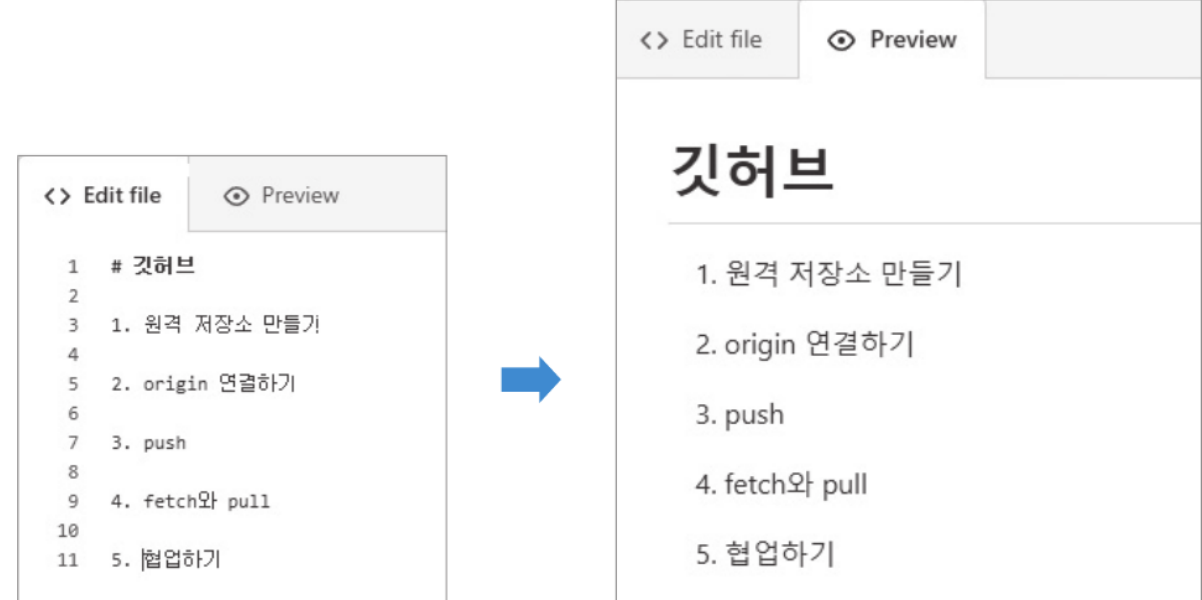 <> Edit file Preview
1 # 깃허브
2
3 1. 원격 저장소 만들기
4
5 2. origin 연결하기
6
7 3. push
8
9 4. fetch와 pull
10
11 5. 협업하기
<> Edit file Preview
깃허브
1. 원격 저장소 만들기
2. origin 연결하기
3. push
4. fetch와 pull
5. 협업하기